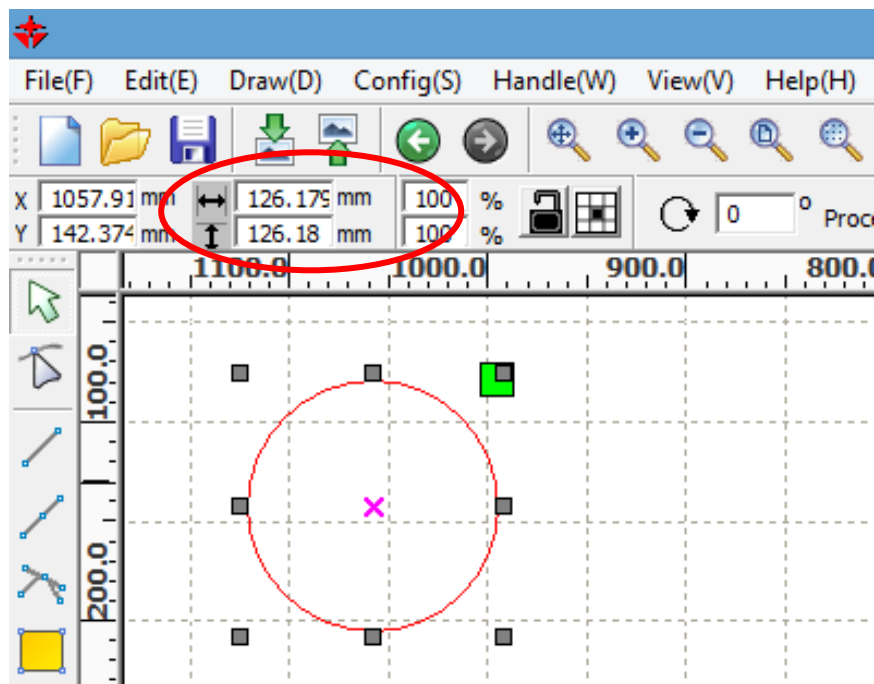 File(F) Edit(E) Draw(D) Config(S) Handle(W) View(V) Help(H)
X 1057.91 mm 126.179 mm 100 %
Y 142.374 mm 126.18 mm 100 %
0 ° Proc
1100.0 1000.0 900.0 800.0
100.0
200.0